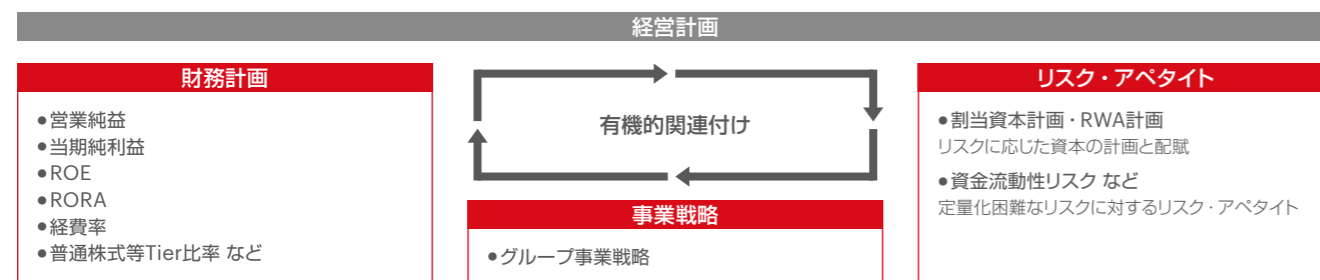 経営計画
財務計画
●営業純益
●当期純利益
●ROE
●RORA
●経費率
●普通株式等Tier比率 など
有機的関連付け
事業戦略
●グループ事業戦略
リスク・アペタイト
●割当資本計画・RWA計画
リスクに応じた資本の計画と配賦
●資金流動性リスク など
定量化困難なリスクに対するリスク・アペタイト